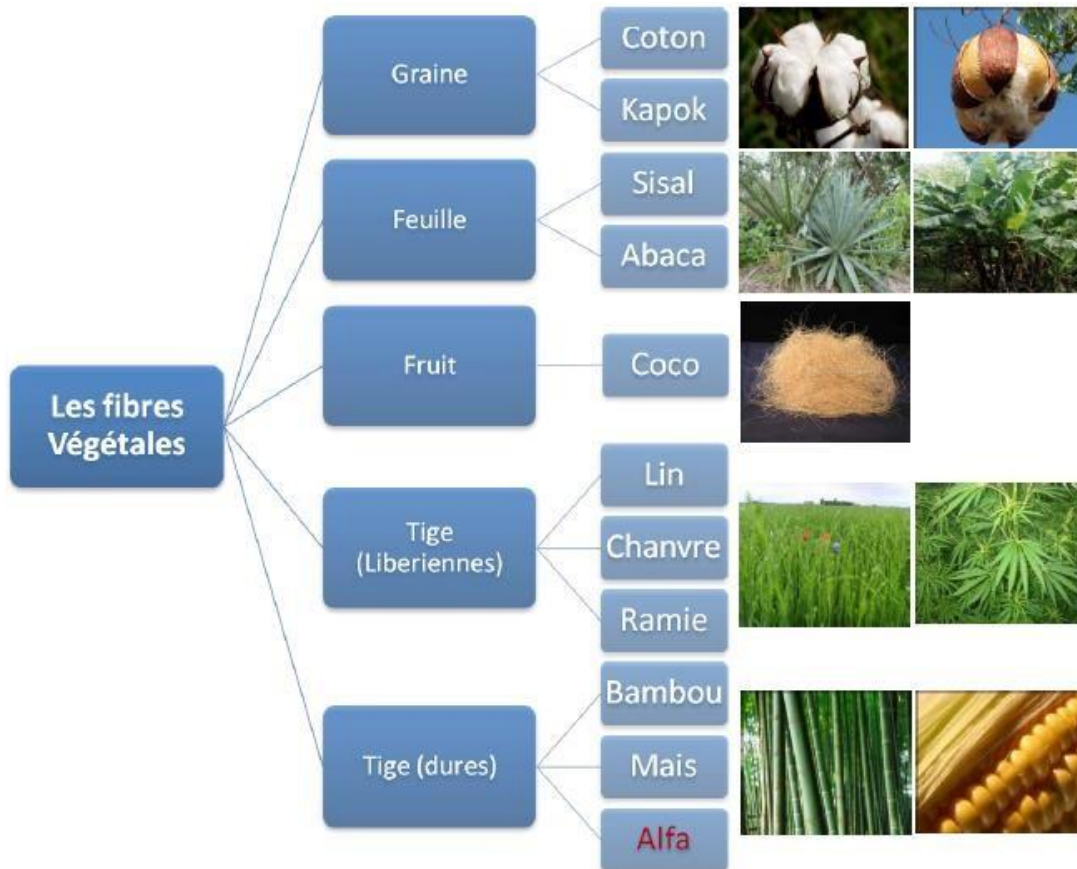 Les fibres
Végétales
Graine
Coton
Kapok
Feuille
Sisal
Abaca
Fruit
Coco
Tige
(Liberiennes)
Lin
Chanvre
Ramie
Tige (dures)
Bambou
Mais
Alfa